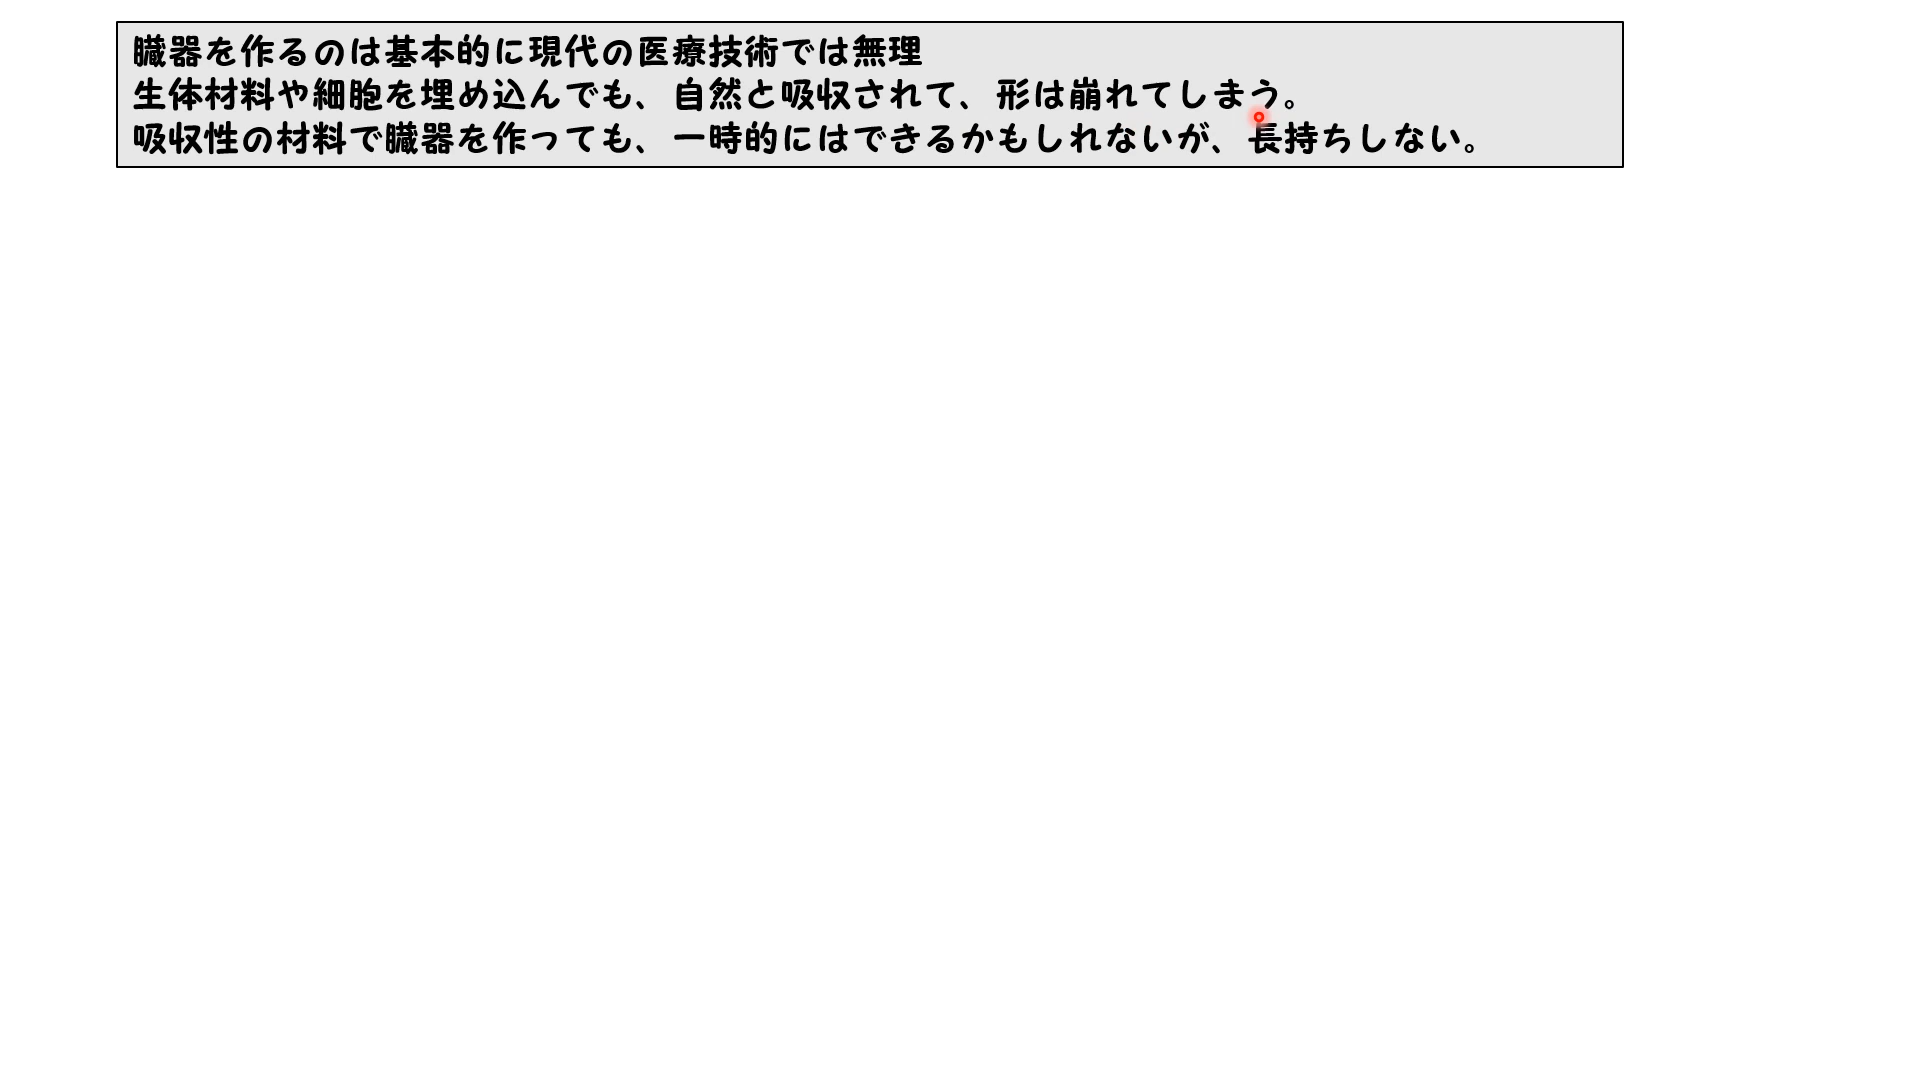 臓器を作るのは基本的に現代の医療技術では無理
生体材料や細胞を埋め込んでも、自然と吸収されて、形は崩れてしまう。
吸収性の材料で臓器を作っても、一時的にはできるかもしれないが、長持ちしない。